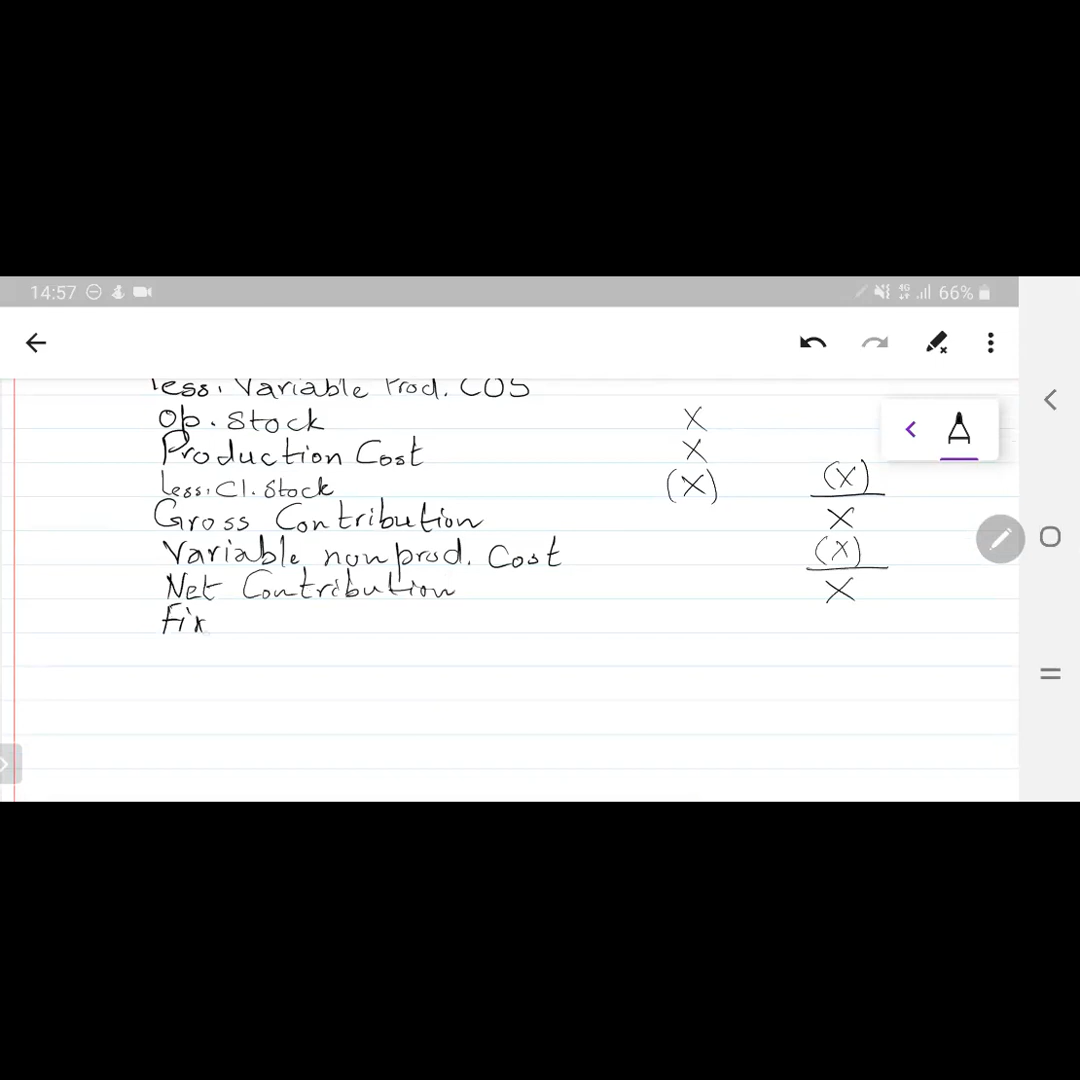 14:57 4G 66%
less: Variable Prod. COS
Op. Stock X
Production Cost X
Less: Cl. Stock (X) (X)
Gross Contribution X
Variable non prod. Cost (X)
Net Contribution X
Fix